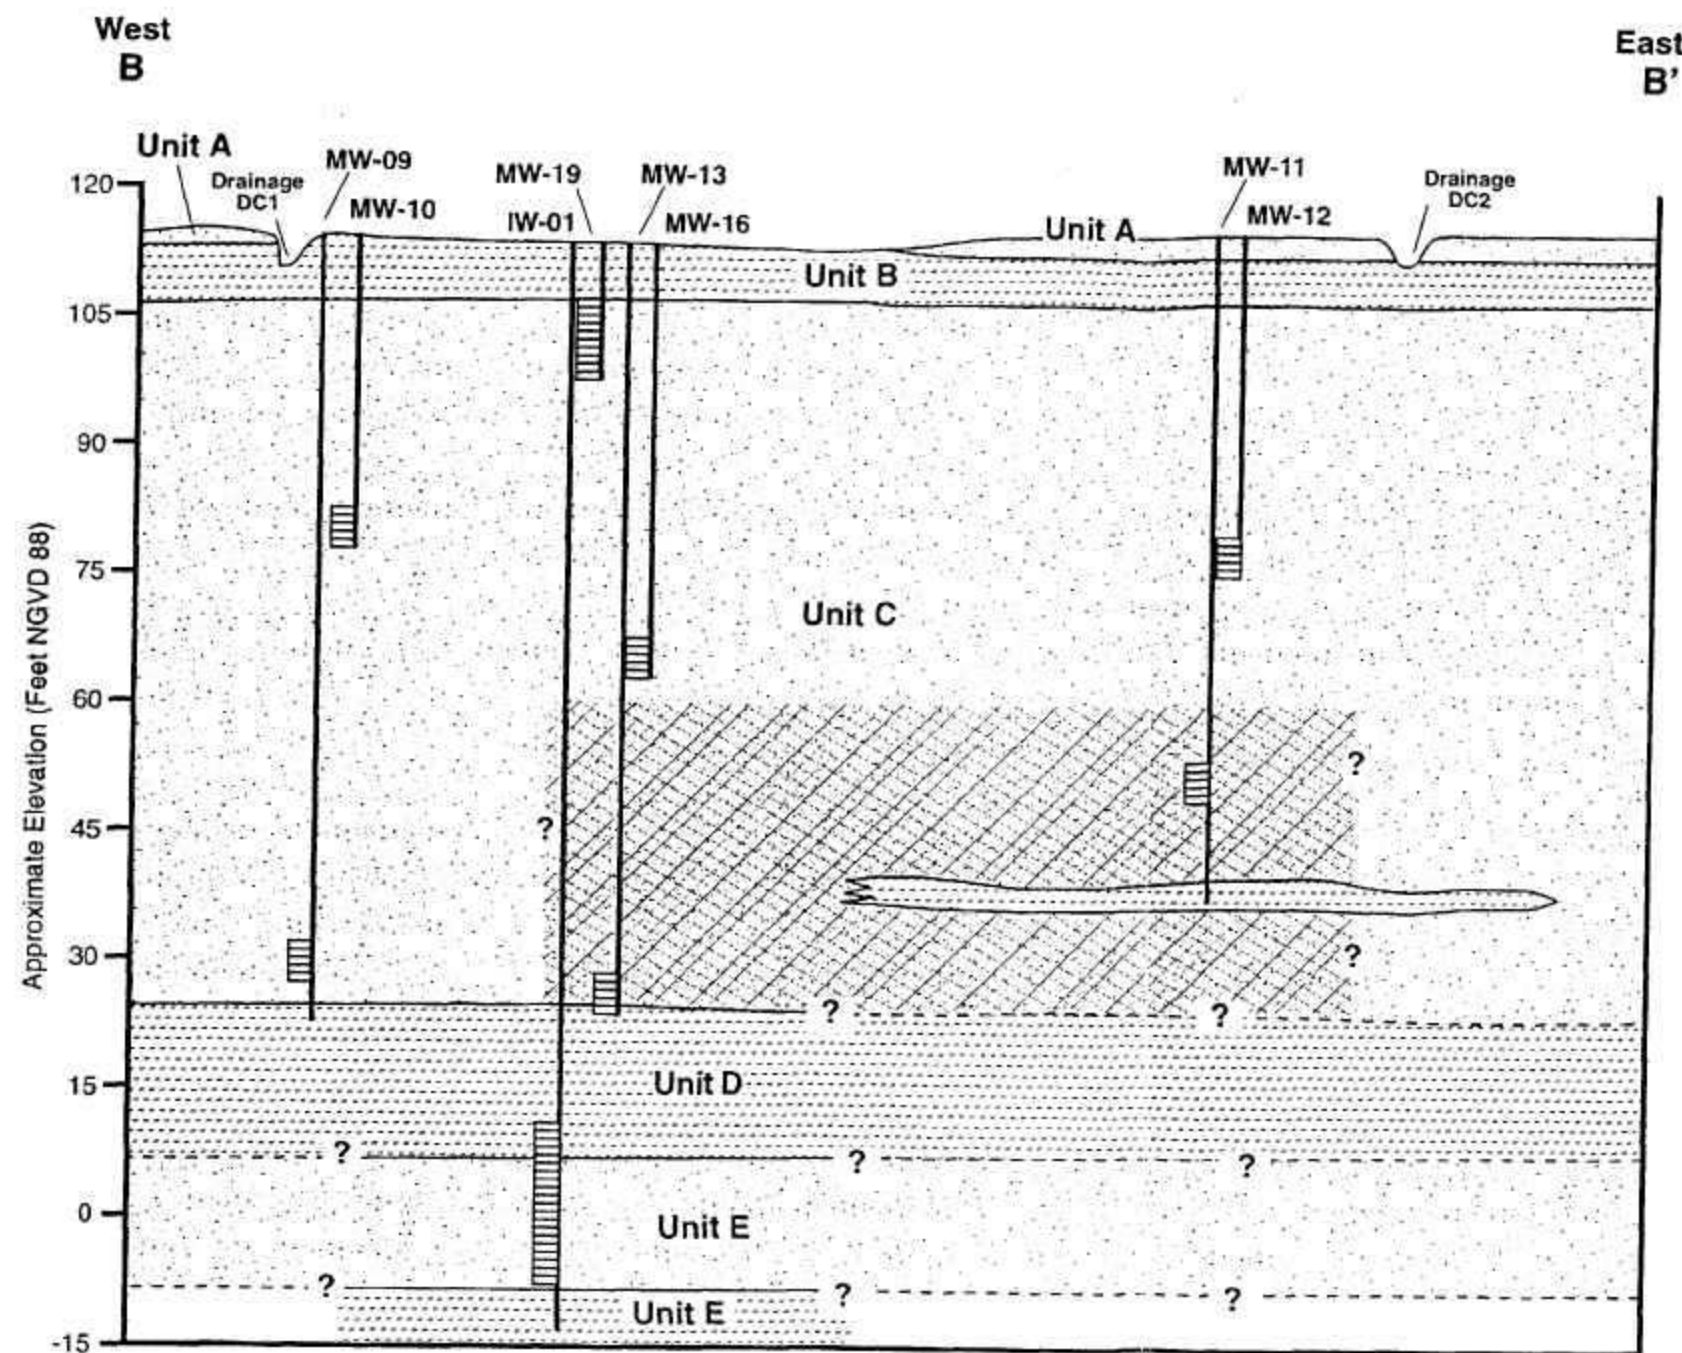 West
B
East
B'
Unit A
Drainage
DC1
MW-09
MW-10
MW-19
IW-01
MW-13
MW-16
Unit A
MW-11
MW-12
Drainage
DC2
120
Unit B
105
90
75
Unit C
60
?
?
45
30
?
?
?
Unit D
15
?
?
?
0
Unit E
?
?
?
Unit E
-15
Approximate Elevation (Feet NGVD 88)